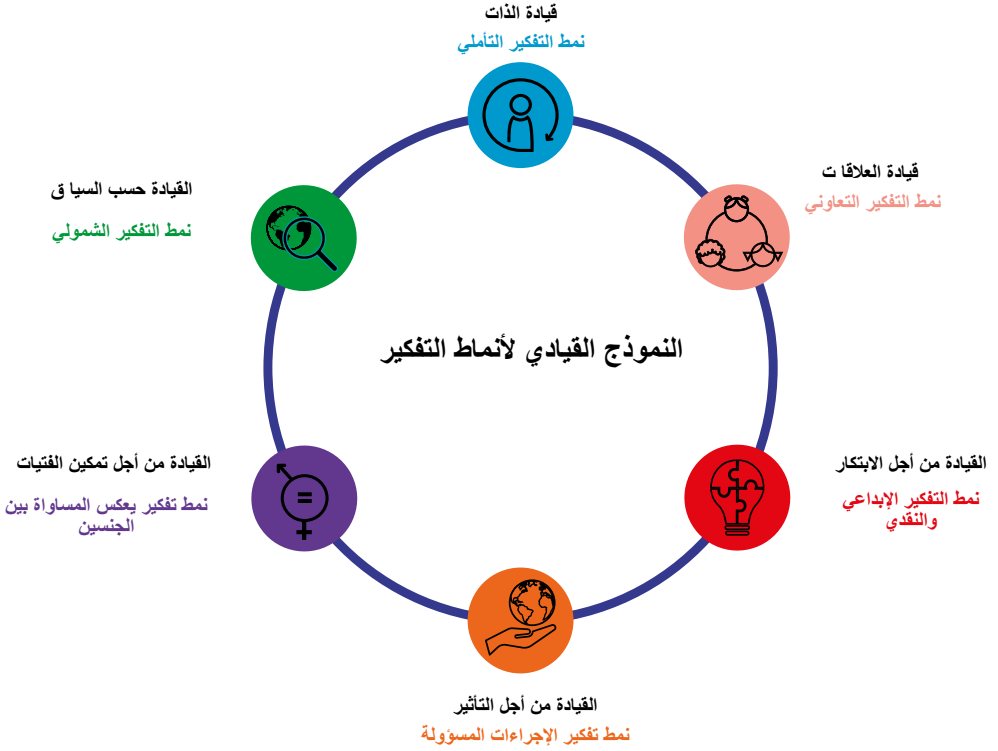 قيادة الذات
نمط التفكير التأملي
قيادة العلاقا ت
نمط التفكير التعاوني
القيادة حسب السيا ق
نمط التفكير الشمولي
النموذج القيادي لأنماط التفكير
القيادة من أجل الابتكار
نمط التفكير الإبداعي
والنقدي
القيادة من أجل تمكين الفتيات
نمط تفكير يعكس المساواة بين
الجنسين
القيادة من أجل التأثير
نمط تفكير الإجراءات المسؤولة